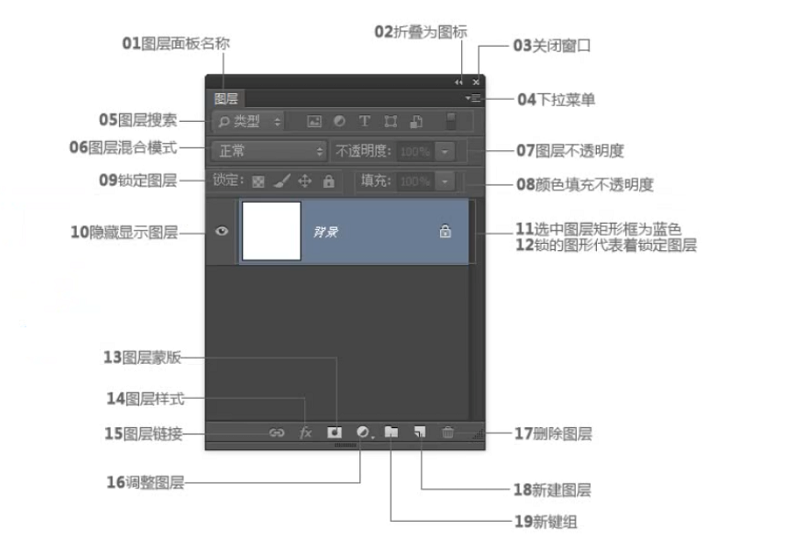 01图层面板名称
02折叠为图标
03关闭窗口
图层
04下拉菜单
05图层搜索
类型
T
06图层混合模式
正常
不透明度: 100%
07图层不透明度
09锁定图层
锁定:
填充: 100%
08颜色填充不透明度
10隐藏显示图层
背景
11选中图层矩形框为蓝色
12锁的图形代表着锁定图层
13图层蒙版
14图层样式
15图层链接
fx
17删除图层
16调整图层
18新建图层
19新键组